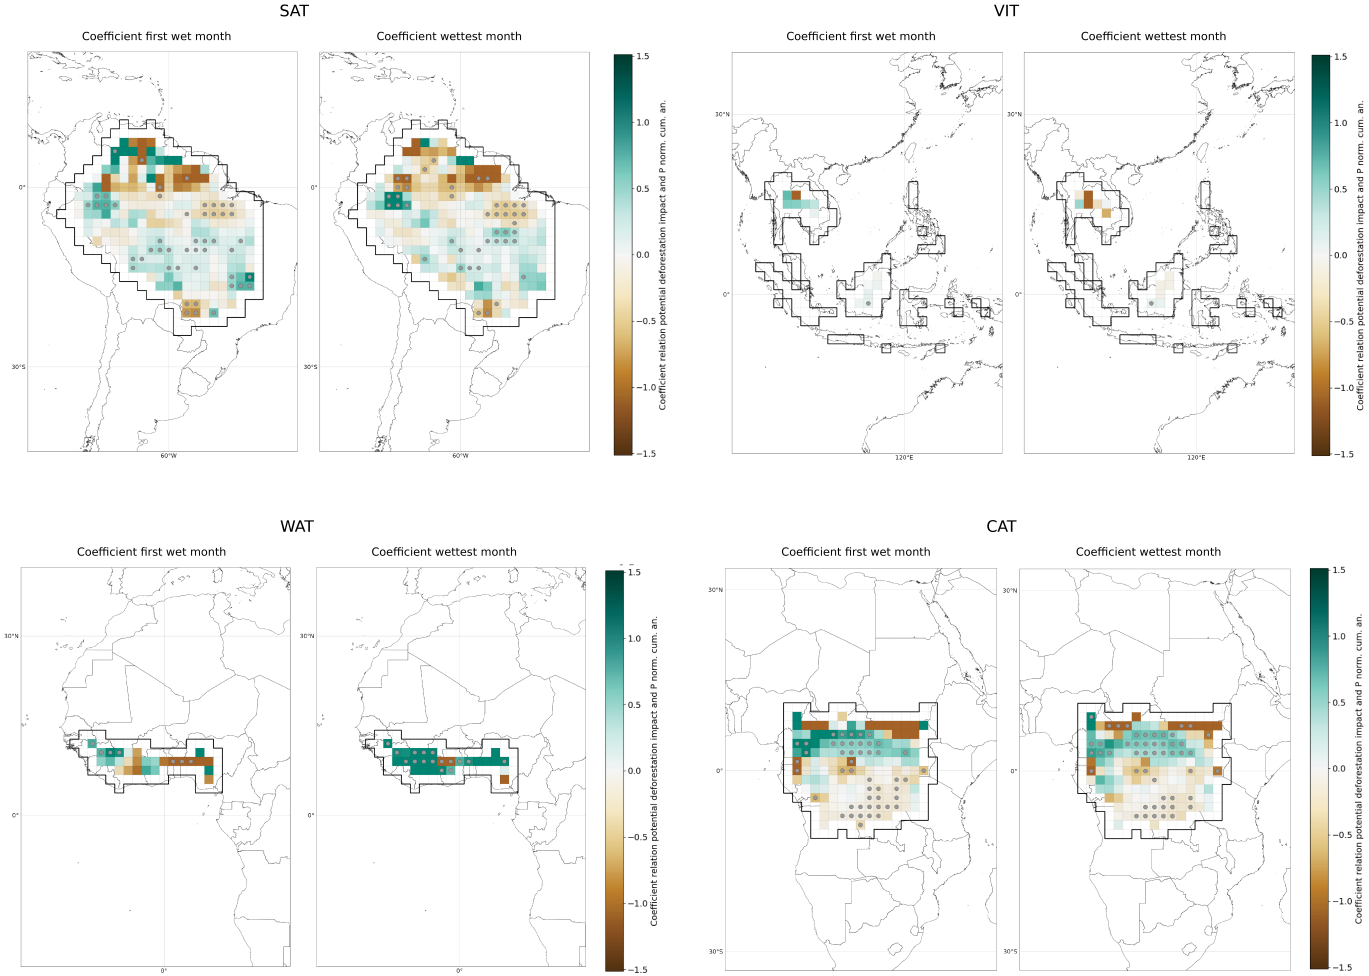 SAT
Coefficient first wet month
Coefficient wettest month
0°
30°S
60°W
0°
30°S
60°W
1.5
1.0
0.5
0.0
−0.5
−1.0
−1.5
Coefficient relation potential deforestation impact and P norm. cum. an.
VIT
Coefficient first wet month
Coefficient wettest month
30°N
0°
120°E
30°N
0°
120°E
1.5
1.0
0.5
0.0
−0.5
−1.0
−1.5
Coefficient relation potential deforestation impact and P norm. cum. an.
WAT
Coefficient first wet month
Coefficient wettest month
30°N
0°
0°
30°N
0°
0°
1.5
1.0
0.5
0.0
−0.5
−1.0
−1.5
Coefficient relation potential deforestation impact and P norm. cum. an.
CAT
Coefficient first wet month
Coefficient wettest month
30°N
0°
30°S
30°N
0°
30°S
1.5
1.0
0.5
0.0
−0.5
−1.0
−1.5
Coefficient relation potential deforestation impact and P norm. cum. an.